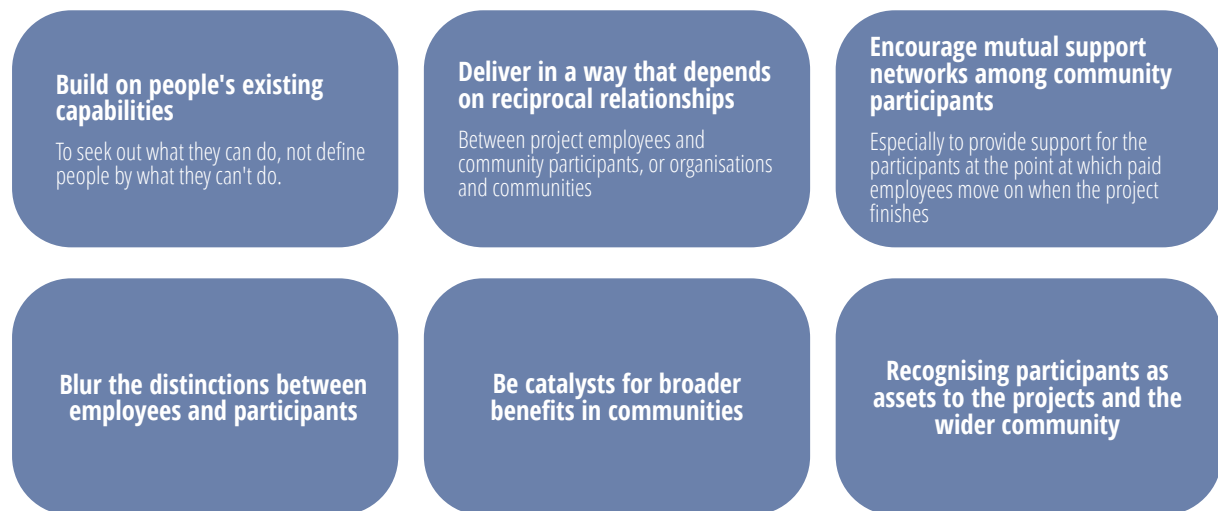 Build on people's existing
capabilities
To seek out what they can do, not define
people by what they can't do.
Deliver in a way that depends
on reciprocal relationships
Between project employees and
community participants, or organisations
and communities
Encourage mutual support
networks among community
participants
Especially to provide support for the
participants at the point at which paid
employees move on when the project
finishes
Blur the distinctions between
employees and participants
Be catalysts for broader
benefits in communities
Recognising participants as
assets to the projects and the
wider community